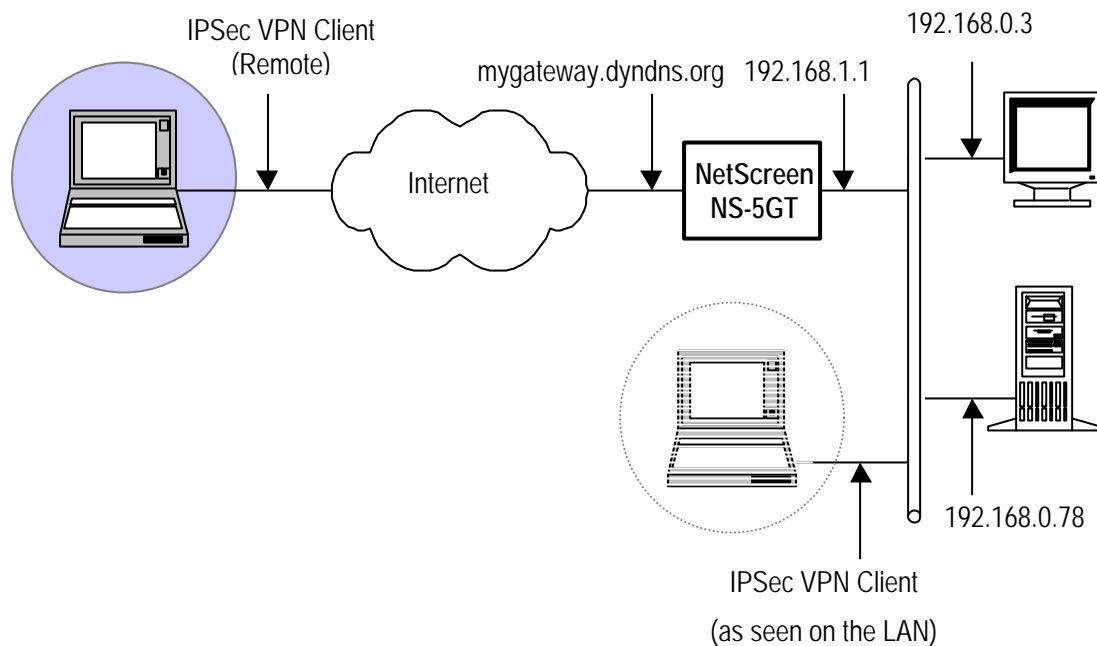 IPSec VPN Client
(Remote)
mygateway.dyndns.org
192.168.1.1
192.168.0.3
Internet
NetScreen
NS-5GT
192.168.0.78
IPSec VPN Client
(as seen on the LAN)